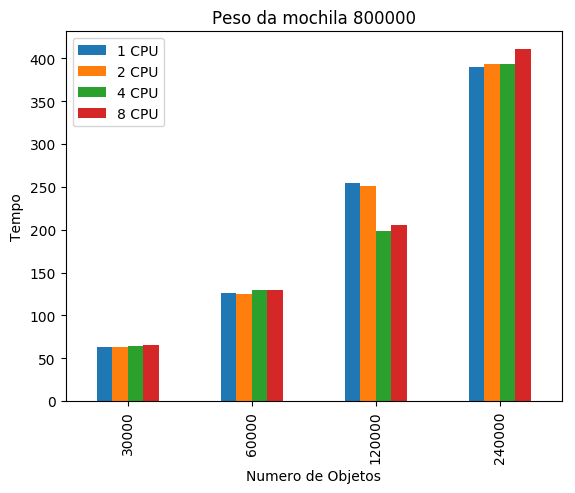 Peso da mochila 800000
1 CPU
2 CPU
4 CPU
8 CPU
Tempo
400
350
300
250
200
150
100
50
0
30000
60000
120000
240000
Numero de Objetos